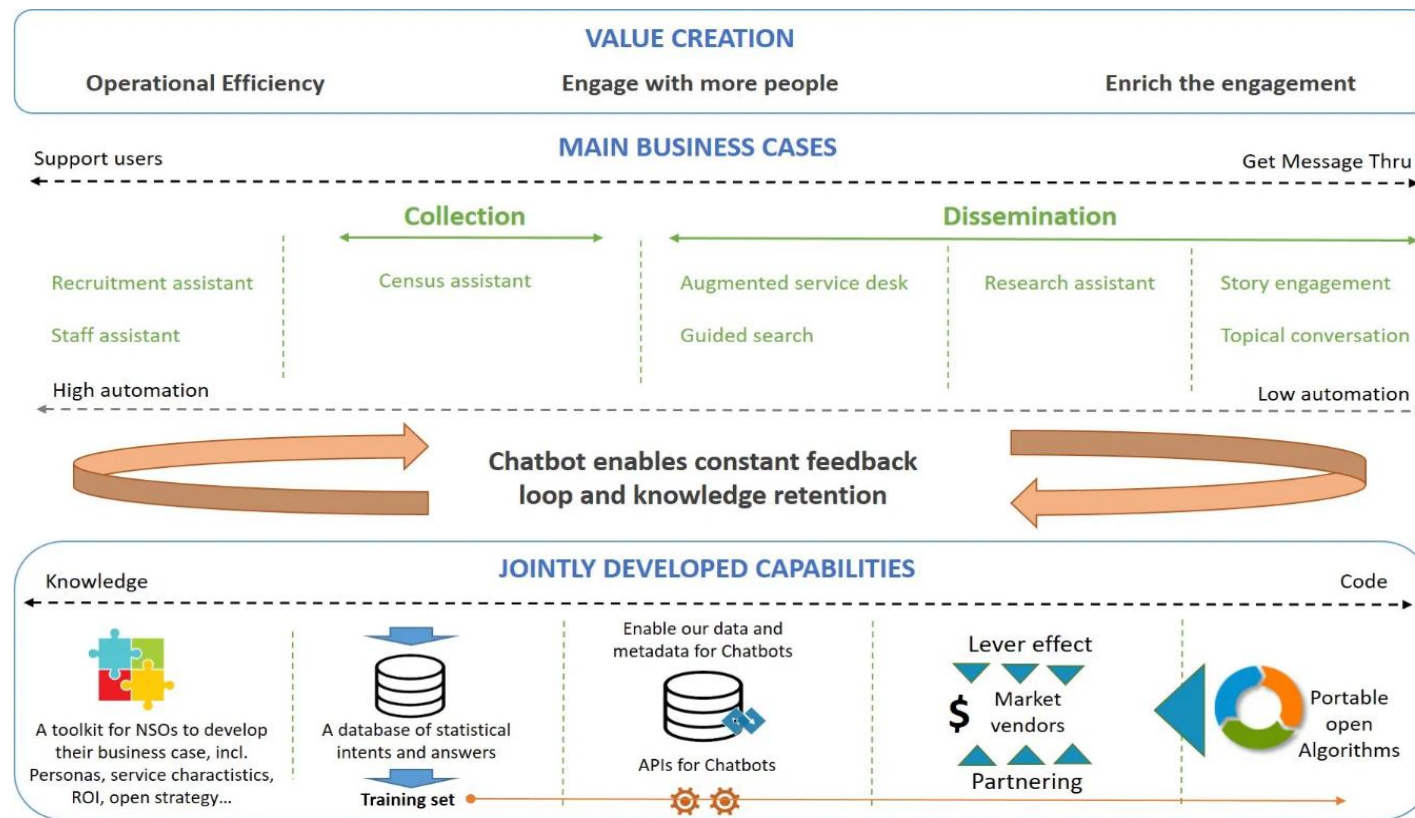 VALUE CREATION
Operational Efficiency
Engage with more people
Enrich the engagement
MAIN BUSINESS CASES
Support users
Get Message Thru
Collection
Dissemination
Recruitment assistant
Census assistant
Augmented service desk
Research assistant
Story engagement
Staff assistant
Guided search
Topical conversation
High automation
Low automation
Chatbot enables constant feedback
loop and knowledge retention
JOINTLY DEVELOPED CAPABILITIES
Knowledge
Code
A toolkit for NSOs to develop
their business case, incl.
Personas, service charactistics,
ROI, open strategy...
A database of statistical
intents and answers
Training set
Enable our data and
metadata for Chatbots
APIs for Chatbots
Lever effect
$ Market
vendors
Partnering
Portable
open
Algorithms